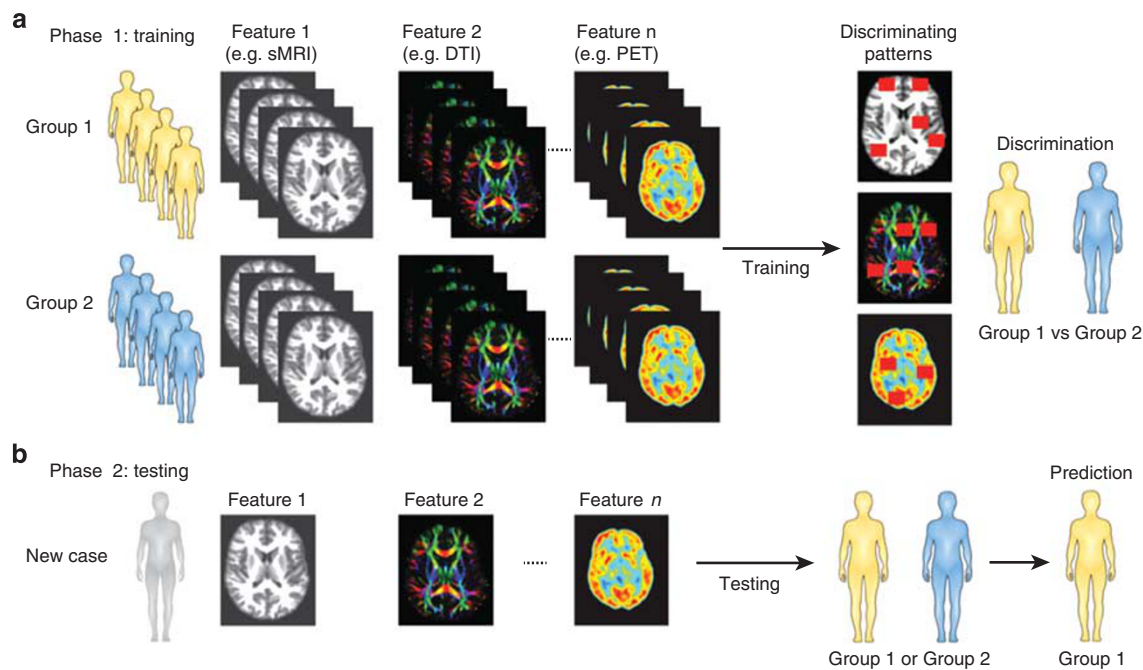 a
Phase 1: training
Feature 1
(e.g. sMRI)
Feature 2
(e.g. DTI)
Feature n
(e.g. PET)
Discriminating
patterns
Group 1
Discrimination
Training
Group 2
Group 1 vs Group 2
b
Phase 2: testing
Prediction
Feature 1
Feature 2
Feature n
New case
Testing
Group 1 or Group 2
Group 1